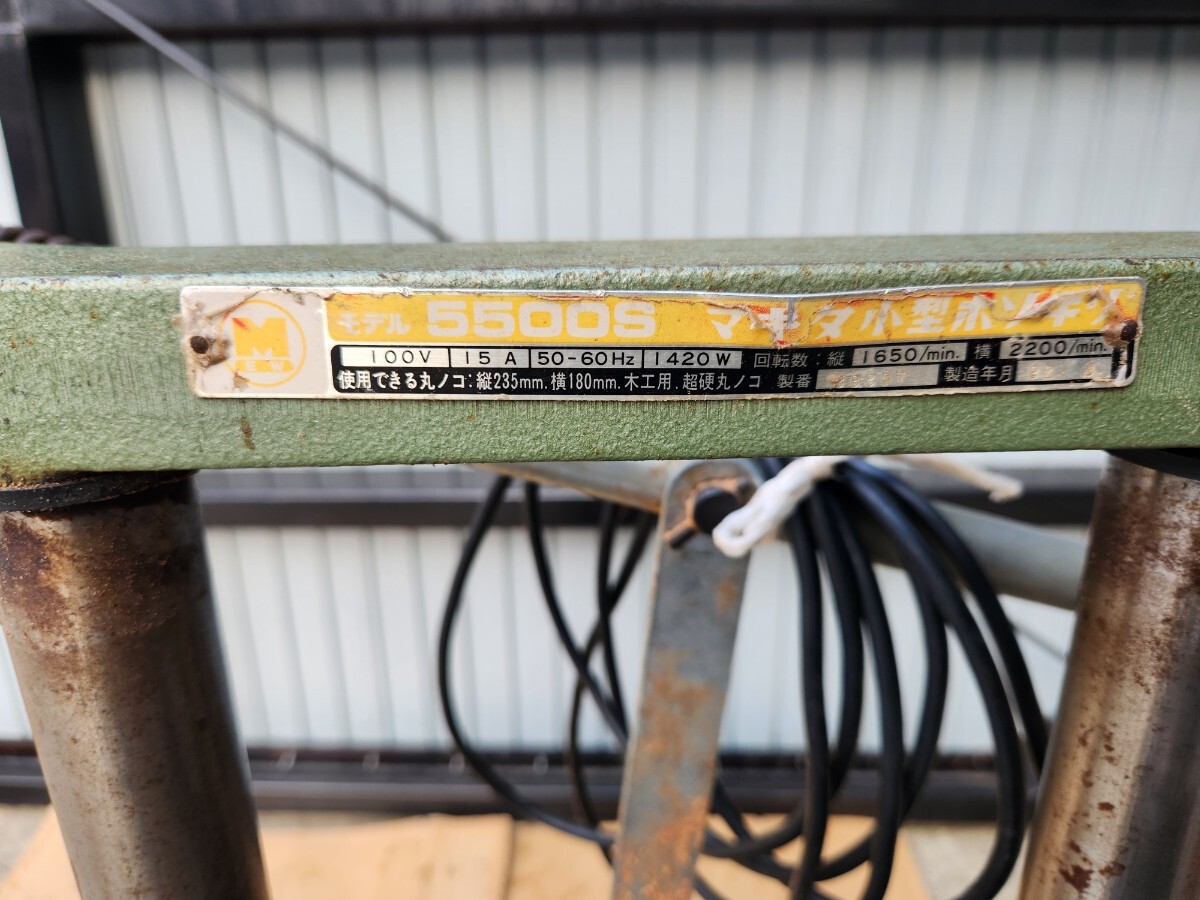 M
M
E・W
モデル 5500S マキタ小型ホゾキリ
100V 15A 50-60Hz 1420W 回転数: 縦 1650/min. 横 2200/min.
使用できる丸ノコ:縦235mm.横180mm.木工用.超硬丸ノコ 製番 製造年月